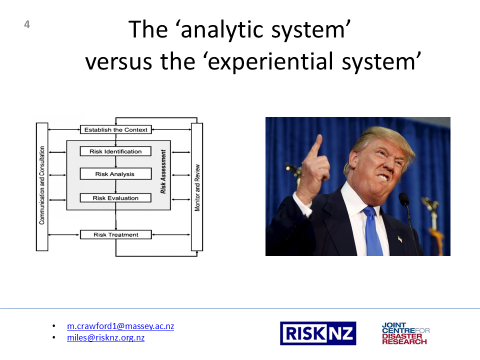 4
The ‘analytic system’
versus the ‘experiential system’
Establish the Context
Risk Identification
Risk Analysis
Risk Evaluation
Risk Assessment
Risk Treatment
Communication and Consultation
Monitor and Review
• m.crawford1@massey.ac.nz
• miles@risknz.org.nz
RISKNZ
JOINT
CENTREFOR
DISASTER
RESEARCH